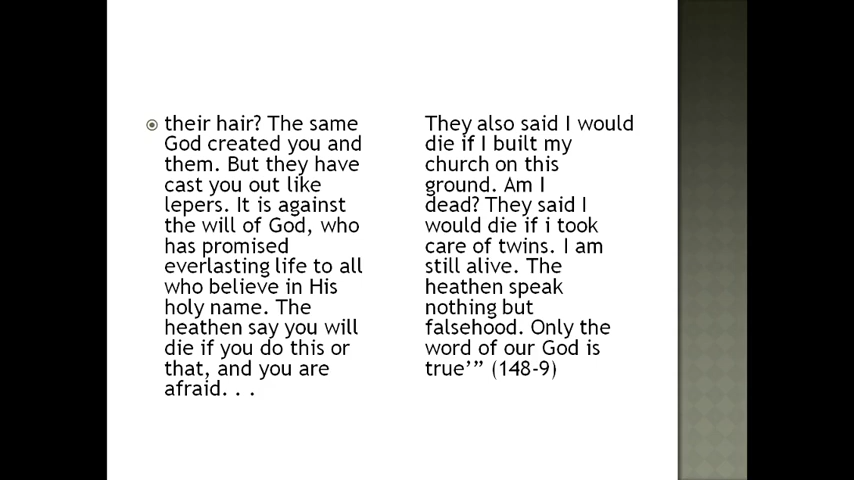 their hair? The same
God created you and
them. But they have
cast you out like
lepers. It is against
the will of God, who
has promised
everlasting life to all
who believe in His
holy name. The
heathen say you will
die if you do this or
that, and you are
afraid. . .
They also said I would
die if I built my
church on this
ground. Am I
dead? They said I
would die if i took
care of twins. I am
still alive. The
heathen speak
nothing but
falsehood. Only the
word of our God is
true’” (148-9)